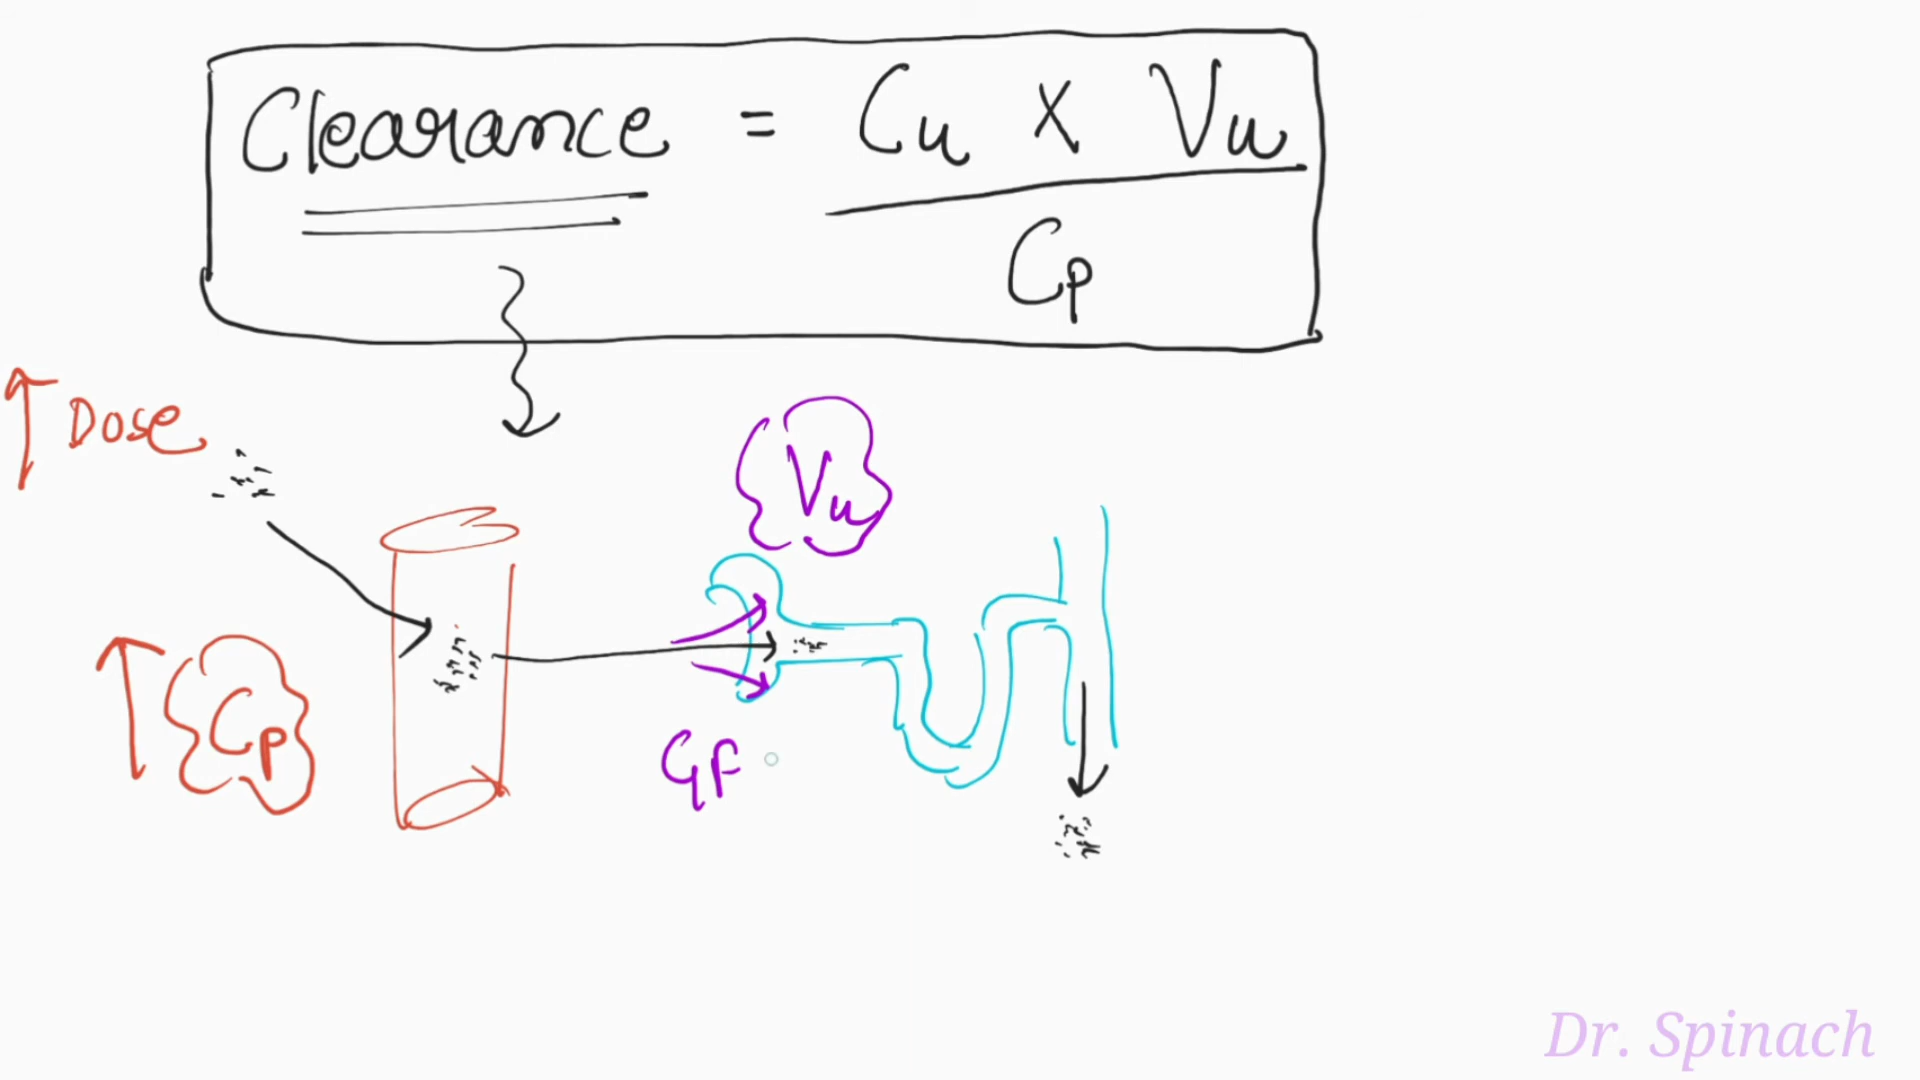 Clearance = Cu X Vu
Cp
Dose
Vu
Cp
GF
Dr. Spinach